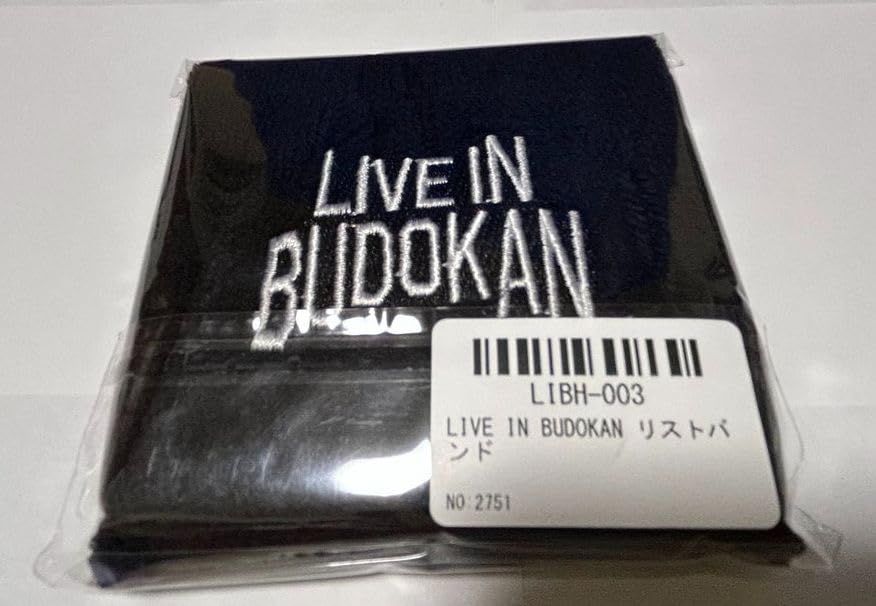 LIVE IN
BUDOKAN
LIBH-003
LIVE IN BUDOKAN リストバ
ンド
NO:2751